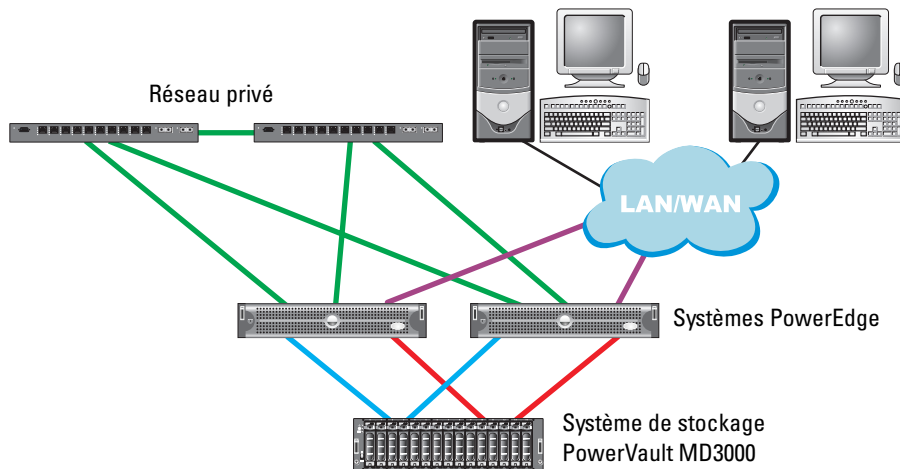 Réseau privé
LAN/WAN
Systèmes PowerEdge
Système de stockage
PowerVault MD3000